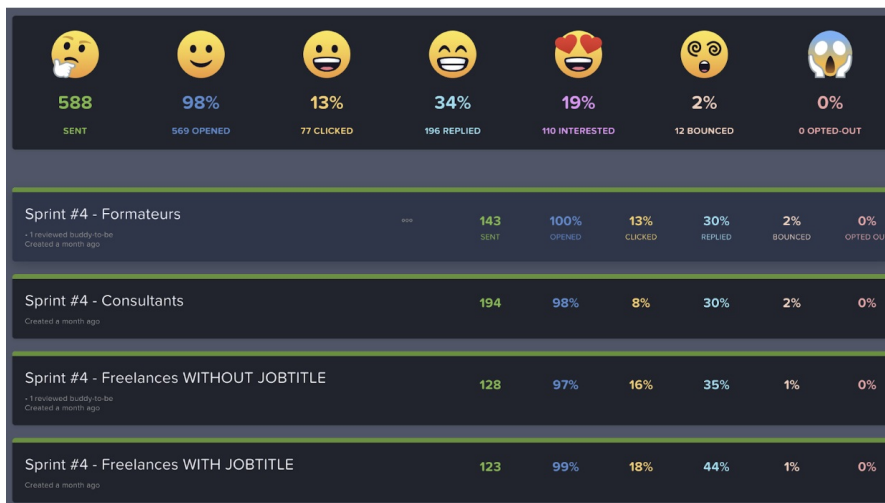 588 98% 13% 34% 19% 2% 0%
SENT 569 OPENED 77 CLICKED 196 REPLIED 110 INTERESTED 12 BOUNCED 0 OPTED-OUT
Sprint #4 - Formateurs
• 1 reviewed buddy-to-be
Created a month ago
143 100% 13% 30% 2% 0%
SENT OPENED CLICKED REPLIED BOUNCED OPTED OU
Sprint #4 - Consultants
Created a month ago
194 98% 8% 30% 2% 0%
Sprint #4 - Freelances WITHOUT JOBTITLE
• 1 reviewed buddy-to-be
Created a month ago
128 97% 16% 35% 1% 0%
Sprint #4 - Freelances WITH JOBTITLE
Created a month ago
123 99% 18% 44% 1% 0%